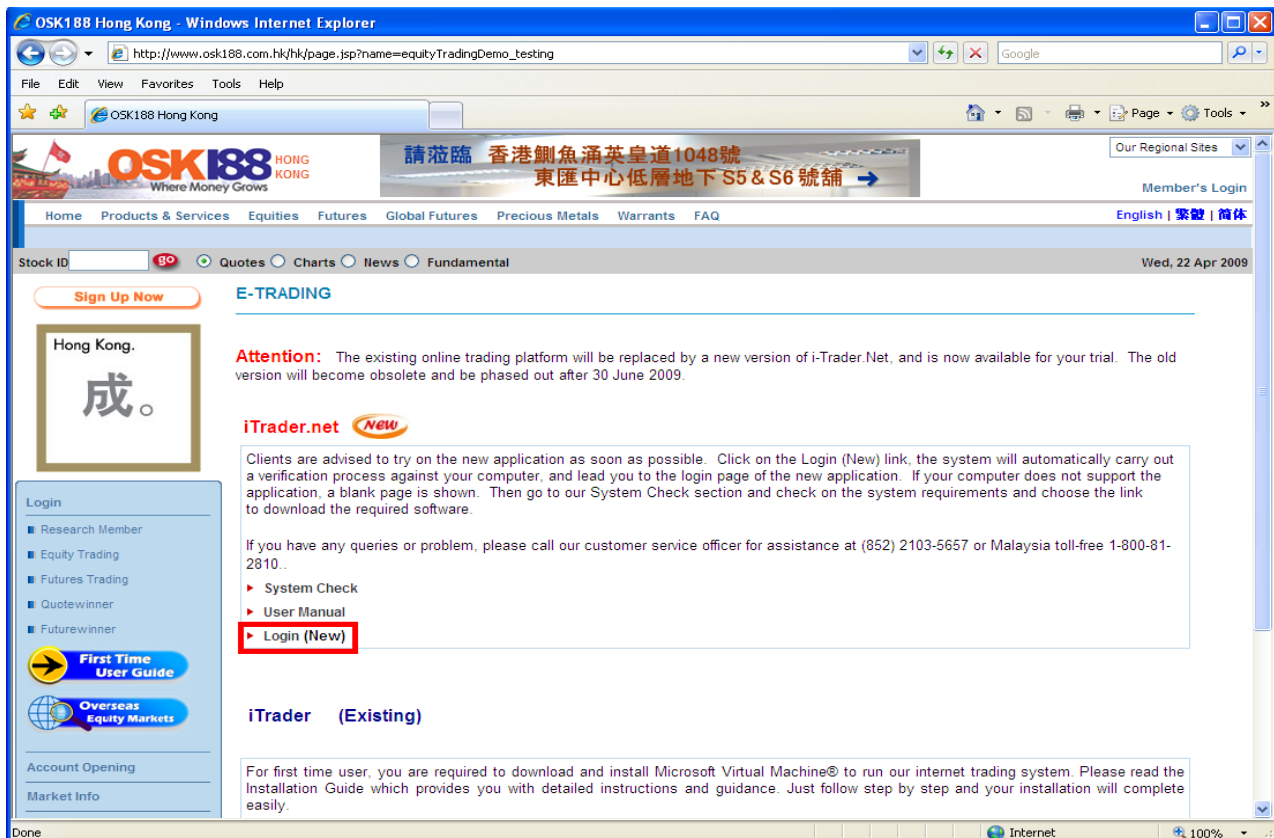 OSK188 Hong Kong - Windows Internet Explorer
http://www.osk188.com.hk/hk/page.jsp?name=equityTradingDemo_testing
Google
File Edit View Favorites Tools Help
OSK188 Hong Kong
Page Tools
OSK188 HONG KONG
Where Money Grows
請蒞臨 香港鰂魚涌英皇道1048號
東匯中心低層地下 S5 & S6 號舖
Our Regional Sites
Member's Login
Home Products & Services Equities Futures Global Futures Precious Metals Warrants FAQ
English | 繁體 | 简体
Stock ID go Quotes Charts News Fundamental
Wed, 22 Apr 2009
Sign Up Now
Hong Kong.
成。
Login
Research Member
Equity Trading
Futures Trading
Quotewinner
Futurewinner
First Time
User Guide
Overseas
Equity Markets
Account Opening
Market Info
E-TRADING
Attention: The existing online trading platform will be replaced by a new version of i-Trader.Net, and is now available for your trial. The old
version will become obsolete and be phased out after 30 June 2009.
iTrader.net NEW
Clients are advised to try on the new application as soon as possible. Click on the Login (New) link, the system will automatically carry out
a verification process against your computer, and lead you to the login page of the new application. If your computer does not support the
application, a blank page is shown. Then go to our System Check section and check on the system requirements and choose the link
to download the required software.
If you have any queries or problem, please call our customer service officer for assistance at (852) 2103-5657 or Malaysia toll-free 1-800-81-
2810..
System Check
User Manual
Login (New)
iTrader (Existing)
For first time user, you are required to download and install Microsoft Virtual Machine® to run our internet trading system. Please read the
Installation Guide which provides you with detailed instructions and guidance. Just follow step by step and your installation will complete
easily.
Done
Internet
100%